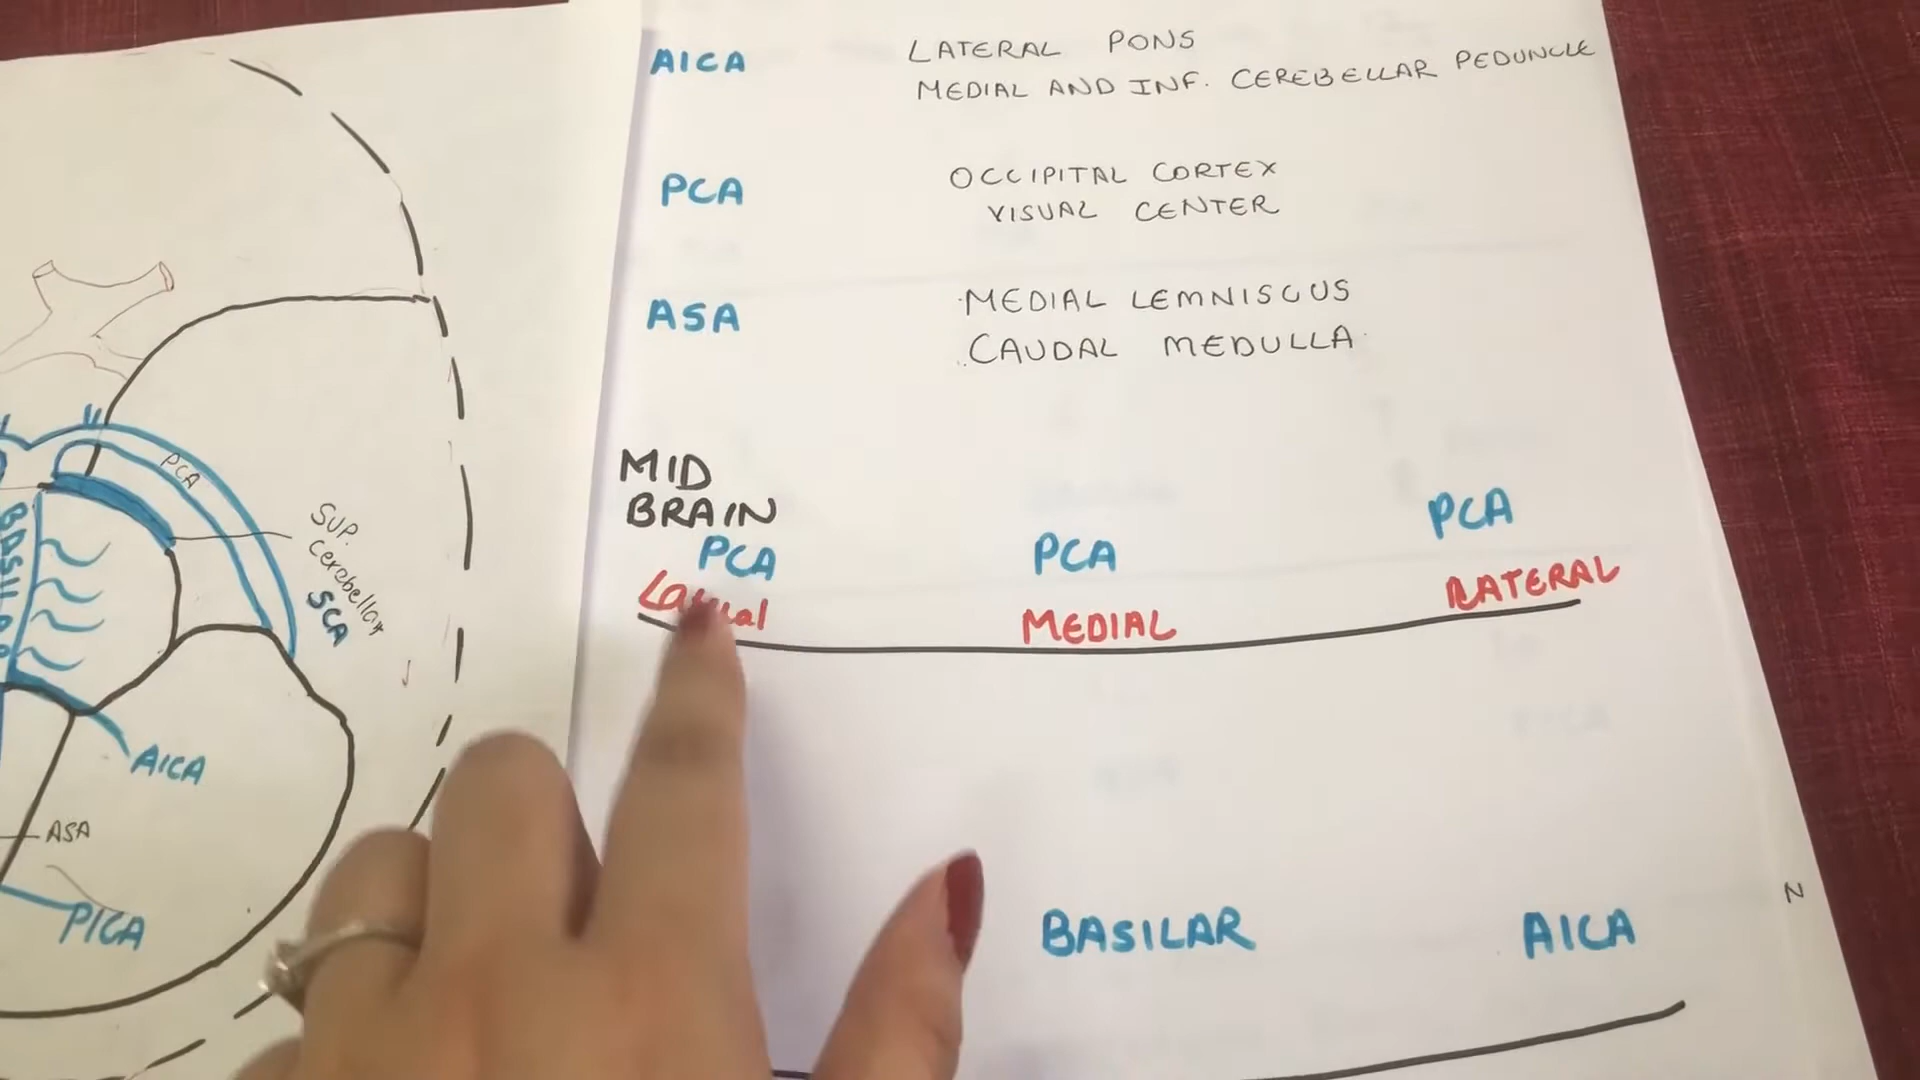 AICA
LATERAL PONS
MEDIAL AND INF. CEREBELLAR PEDUNCLE
PCA
OCCIPITAL CORTEX
VISUAL CENTER
ASA
MEDIAL LEMNISCUS
CAUDAL MEDULLA
MID
BRAIN
PCA
PCA
PCA
MEDIAL
LATERAL
BASILAR
AICA
N
PCA
SUP.
cerebellar
SCA
AICA
ASA
PICA